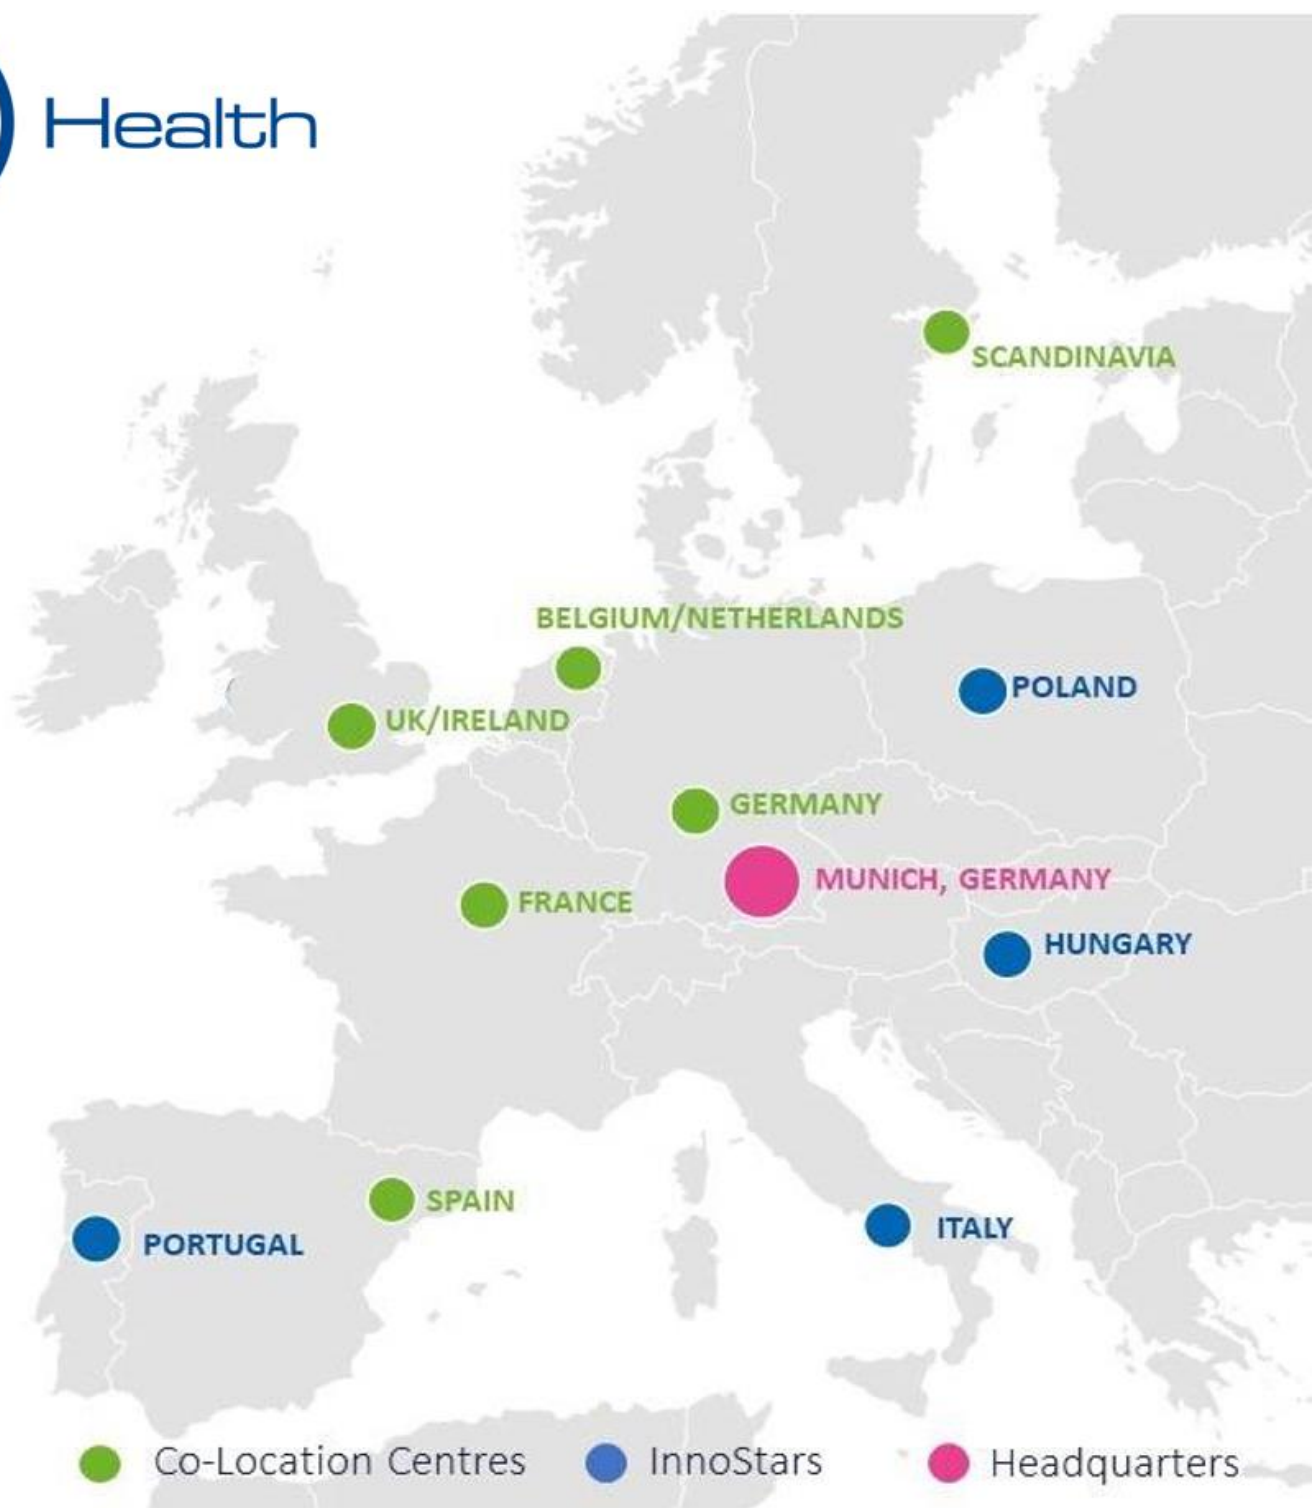 Health
SCANDINAVIA
BELGIUM/NETHERLANDS
POLAND
UK/IRELAND
GERMANY
MUNICH, GERMANY
FRANCE
HUNGARY
SPAIN
PORTUGAL
ITALY
Co-Location Centres InnoStars Headquarters